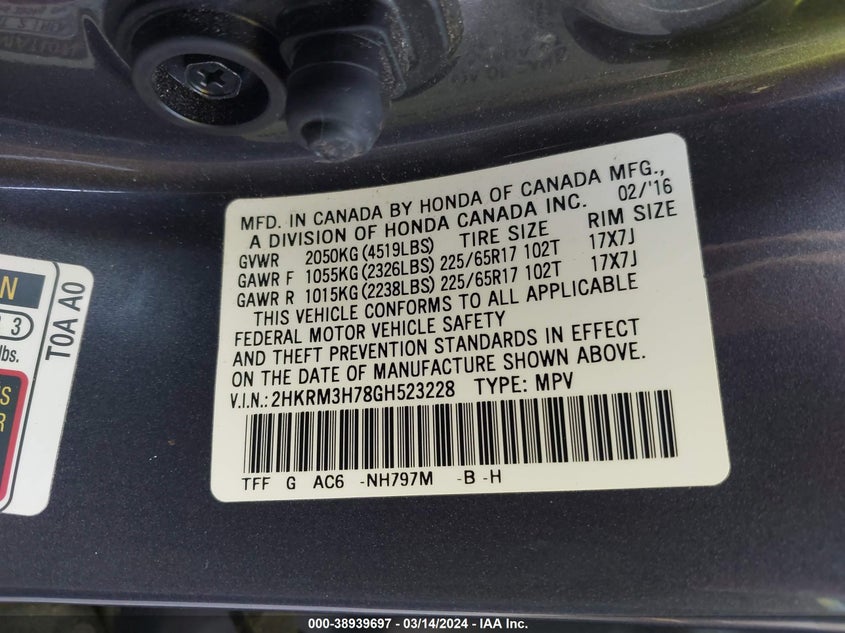 MFD. IN CANADA BY HONDA OF CANADA MFG.,
A DIVISION OF HONDA CANADA INC. 02/'16
GVWR 2050KG (4519LBS) TIRE SIZE RIM SIZE
GAWR F 1055KG (2326LBS) 225/65R17 102T 17X7J
GAWR R 1015KG (2238LBS) 225/65R17 102T 17X7J
THIS VEHICLE CONFORMS TO ALL APPLICABLE
FEDERAL MOTOR VEHICLE SAFETY
AND THEFT PREVENTION STANDARDS IN EFFECT
ON THE DATE OF MANUFACTURE SHOWN ABOVE.
V.I.N.: 2HKRM3H78GH523228 TYPE: MPV
TFF G AC6 -NH797M -B -H
N
3
lbs.
S
R
T0A A0
000-38939697 - 03/14/2024 - IAA Inc.